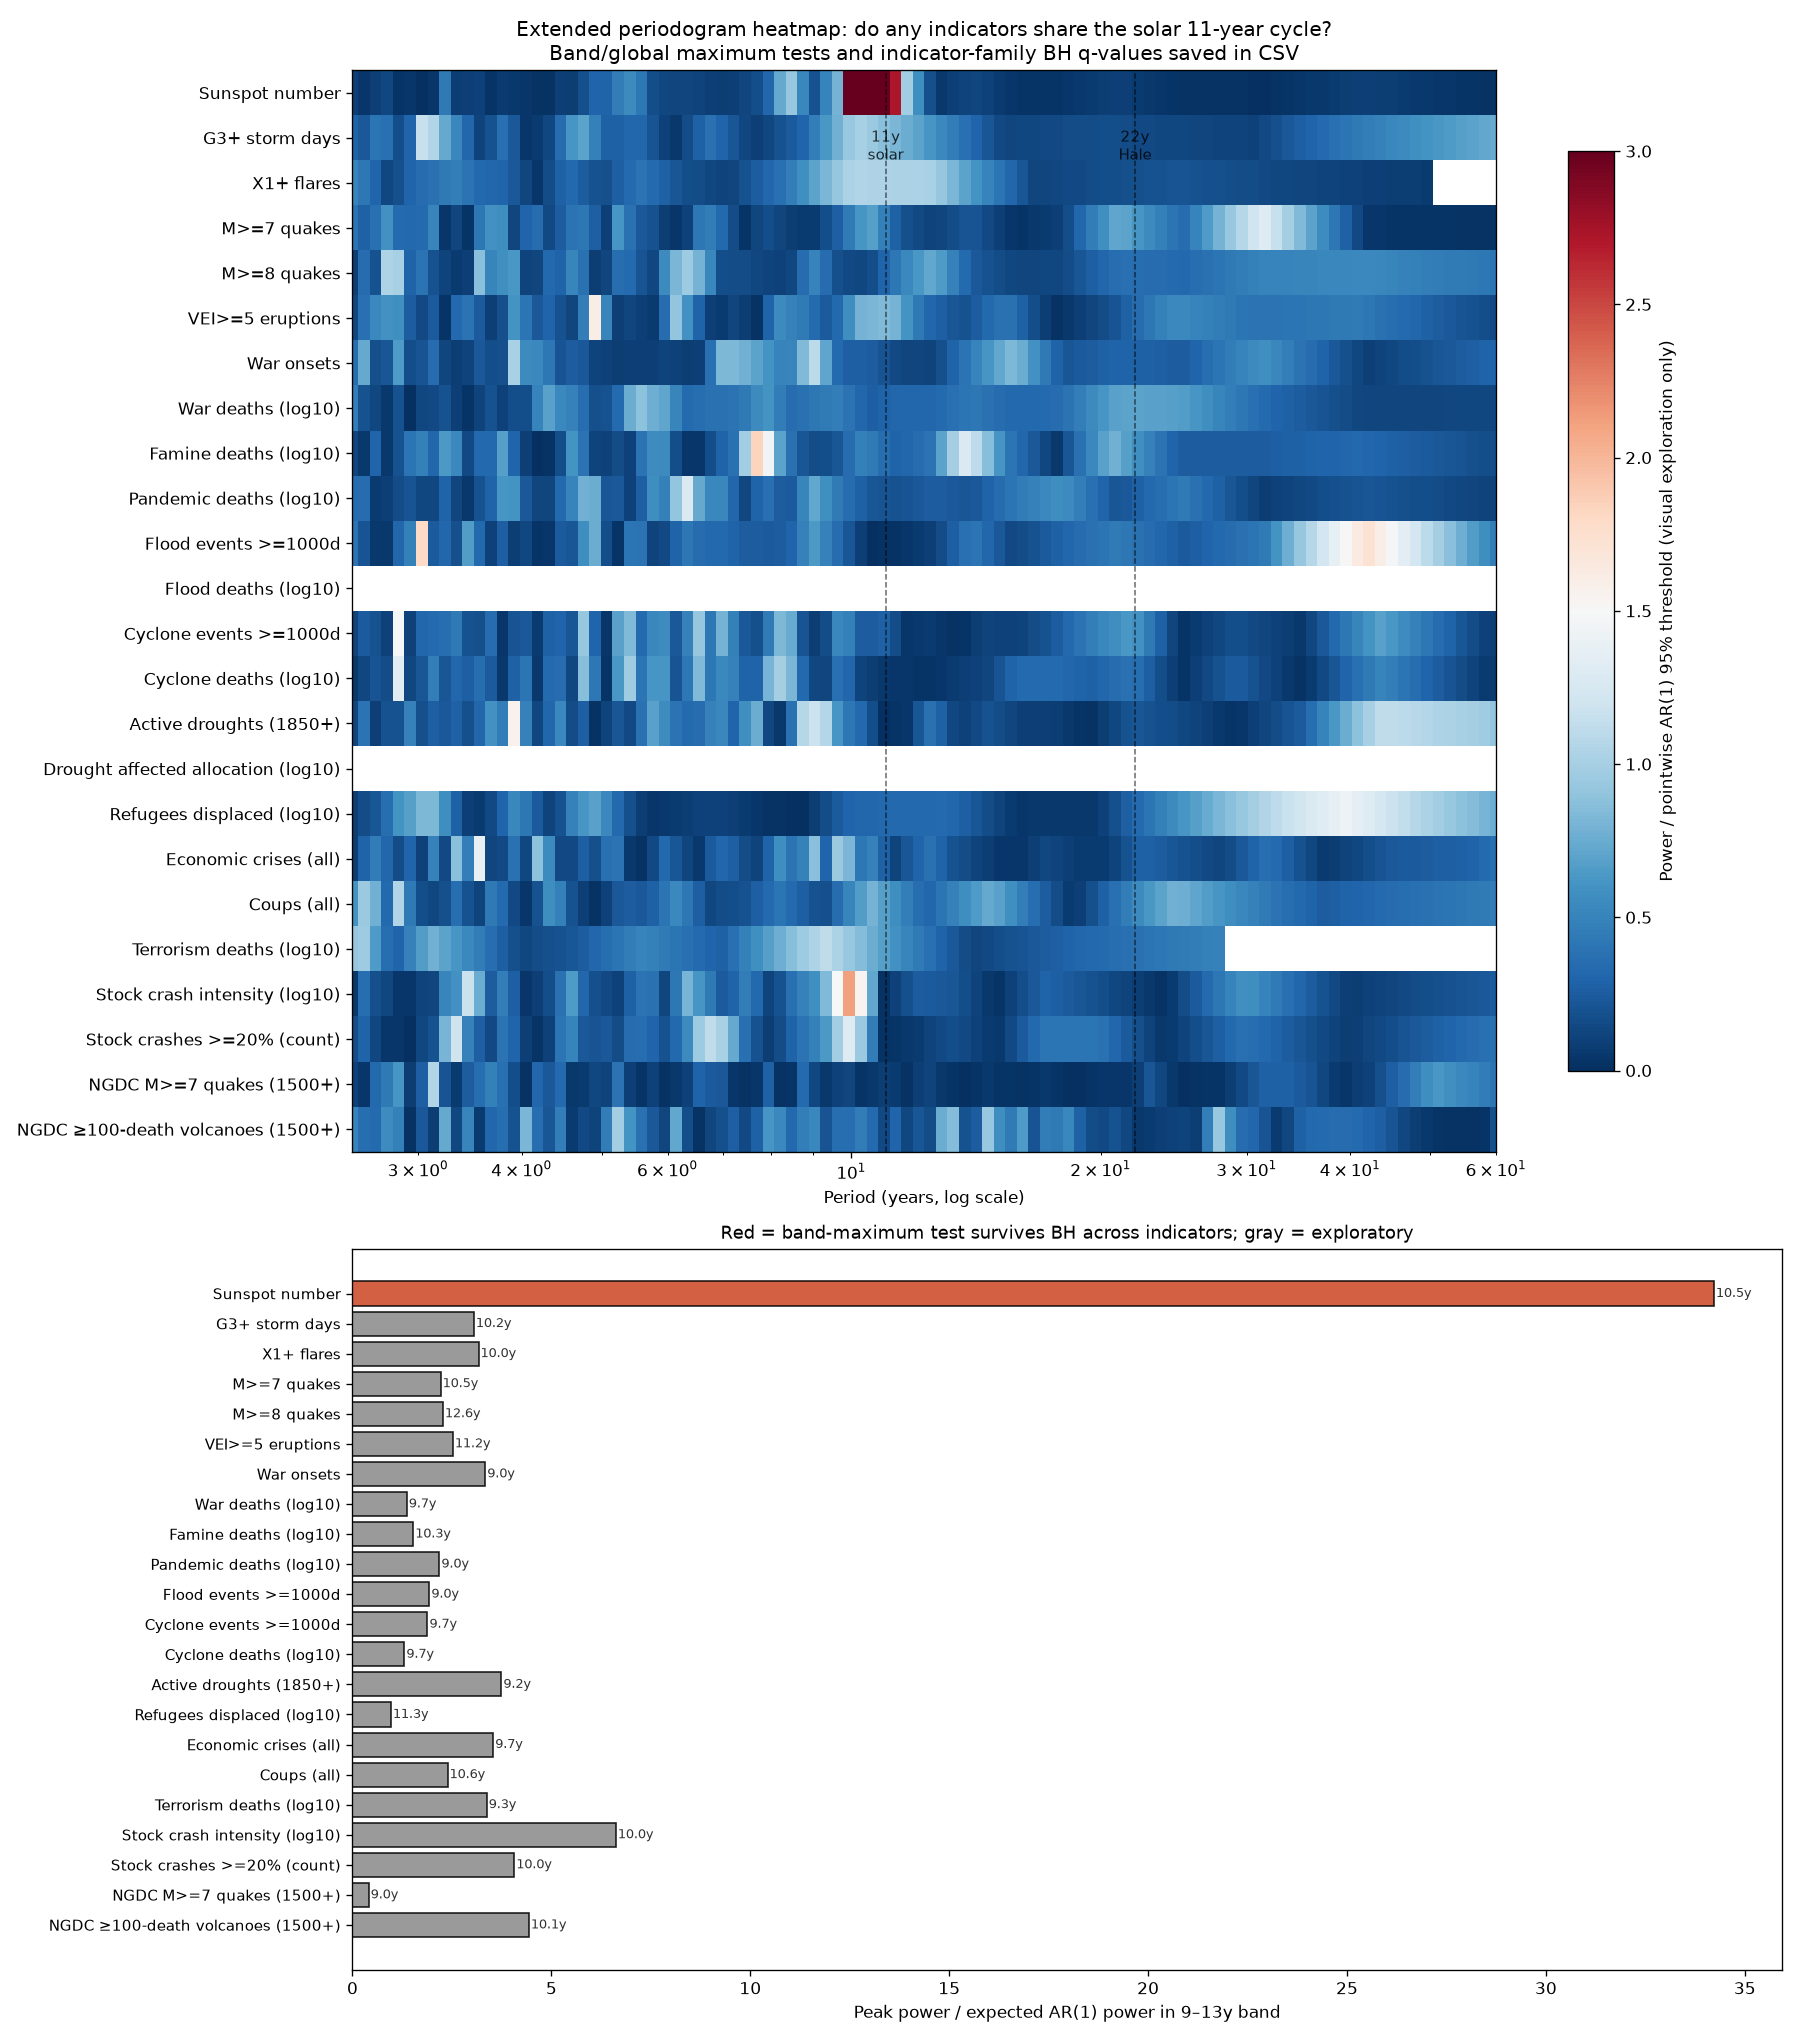 Extended periodogram heatmap: do any indicators share the solar 11-year cycle?
Band/global maximum tests and indicator-family BH q-values saved in CSV
Sunspot number
G3+ storm days
X1+ flares
M>=7 quakes
M>=8 quakes
VEI>=5 eruptions
War onsets
War deaths (log10)
Famine deaths (log10)
Pandemic deaths (log10)
Flood events >=1000d
Flood deaths (log10)
Cyclone events >=1000d
Cyclone deaths (log10)
Active droughts (1850+)
Drought affected allocation (log10)
Refugees displaced (log10)
Economic crises (all)
Coups (all)
Terrorism deaths (log10)
Stock crash intensity (log10)
Stock crashes >=20% (count)
NGDC M>=7 quakes (1500+)
NGDC ≥100-death volcanoes (1500+)
11y
solar
22y
Hale
3 × 10⁰ 4 × 10⁰ 6 × 10⁰ 10¹ 2 × 10¹ 3 × 10¹ 4 × 10¹ 6 × 10¹
Period (years, log scale)
3.0
2.5
2.0
1.5
1.0
0.5
0.0
Power / pointwise AR(1) 95% threshold (visual exploration only)
Red = band-maximum test survives BH across indicators; gray = exploratory
Sunspot number 10.5y
G3+ storm days 10.2y
X1+ flares 10.0y
M>=7 quakes 10.5y
M>=8 quakes 12.6y
VEI>=5 eruptions 11.2y
War onsets 9.0y
War deaths (log10) 9.7y
Famine deaths (log10) 10.3y
Pandemic deaths (log10) 9.0y
Flood events >=1000d 9.0y
Cyclone events >=1000d 9.7y
Cyclone deaths (log10) 9.7y
Active droughts (1850+) 9.2y
Refugees displaced (log10) 11.3y
Economic crises (all) 9.7y
Coups (all) 10.6y
Terrorism deaths (log10) 9.3y
Stock crash intensity (log10) 10.0y
Stock crashes >=20% (count) 10.0y
NGDC M>=7 quakes (1500+) 9.0y
NGDC ≥100-death volcanoes (1500+) 10.1y
0 5 10 15 20 25 30 35
Peak power / expected AR(1) power in 9–13y band